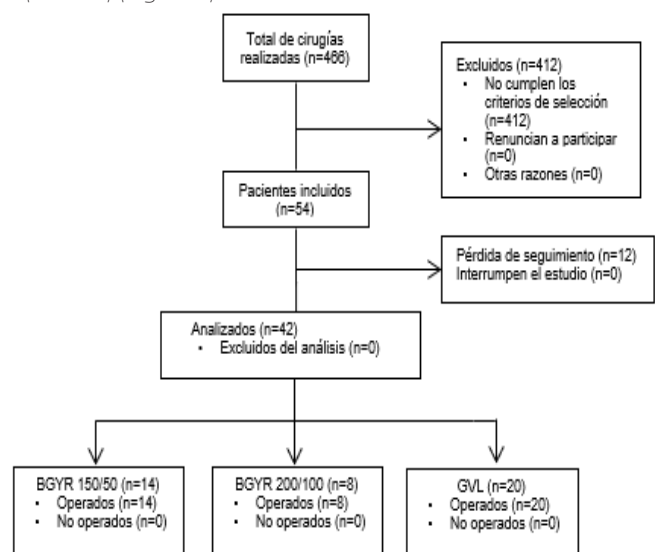 Total de cirugías
realizadas (n=466)
Excluidos (n=412)
▪ No cumplen los
criterios de selección
(n=412)
▪ Renuncian a participar
(n=0)
▪ Otras razones (n=0)
Pacientes incluidos
(n=54)
Pérdida de seguimiento (n=12)
Interrumpen el estudio (n=0)
Analizados (n=42)
▪ Excluidos del análisis (n=0)
BGYR 150/50 (n=14)
▪ Operados (n=14)
▪ No operados (n=0)
BGYR 200/100 (n=8)
▪ Operados (n=8)
▪ No operados (n=0)
GVL (n=20)
▪ Operados (n=20)
▪ No operados (n=0)